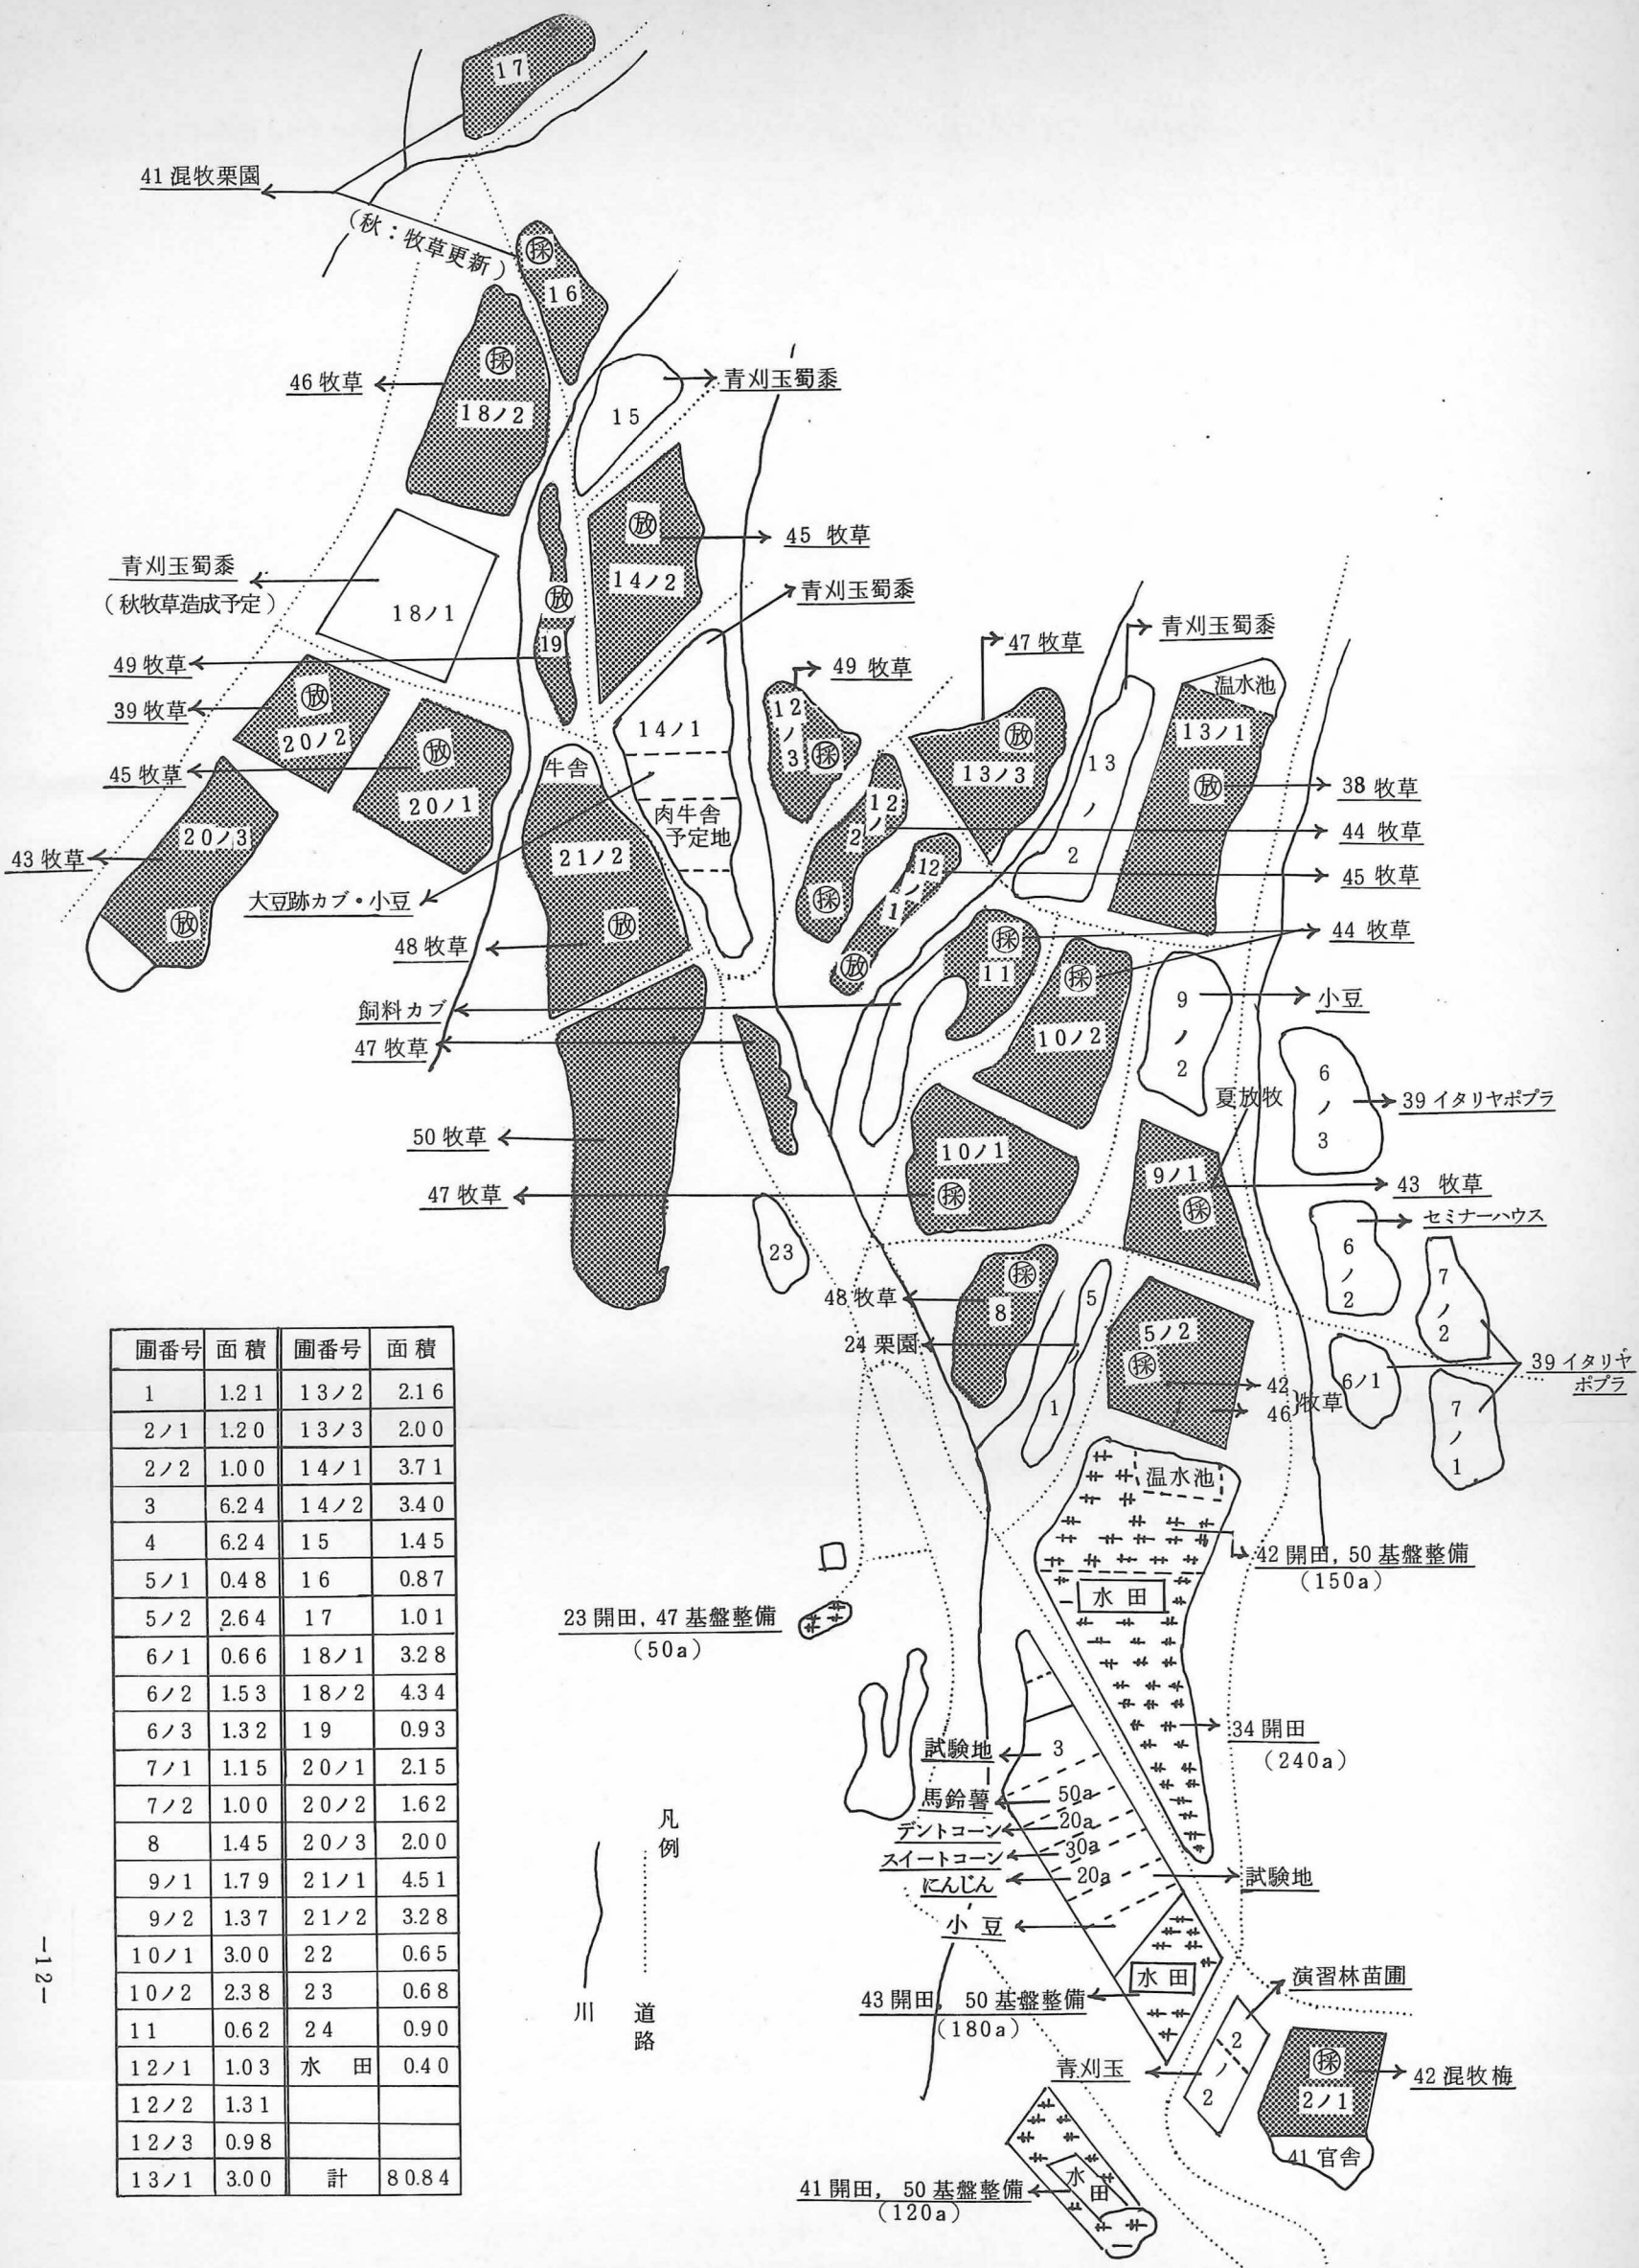 17
41 混牧栗園
(秋：牧草更新)
採
16
採
46 牧草
18ノ2
青刈玉蜀黍
15
放
45 牧草
14ノ2
青刈玉蜀黍
(秋牧草造成予定)
18ノ1
放
19
青刈玉蜀黍
49 牧草
39 牧草
放
20ノ2
45 牧草
放
20ノ1
43 牧草
20ノ3
放
14ノ1
牛舎
肉牛舎
予定地
21ノ2
放
大豆跡カブ・小豆
48 牧草
49 牧草
12ノ3
採
47 牧草
放
13ノ3
青刈玉蜀黍
13ノ2
温水池
13ノ1
放
38 牧草
12ノ2
採
44 牧草
12ノ1
放
45 牧草
採
11
44 牧草
採
10ノ2
飼料カブ
47 牧草
9ノ2
小豆
夏放牧
6ノ3
39 イタリヤポプラ
50 牧草
10ノ1
採
47 牧草
9ノ1
採
43 牧草
23
6ノ2
セミナーハウス
7ノ2
採
8
48 牧草
5
1
24 栗園
5ノ2
採
42
46
}牧草
6ノ1
7ノ1
39 イタリヤ
ポプラ
温水池
42 開田, 50 基盤整備
(150a)
水田
23 開田, 47 基盤整備
(50a)
34 開田
(240a)
試験地
3
馬鈴薯
50a
デントコーン
20a
スイートコーン
30a
にんじん
20a
試験地
小豆
水田
43 開田, 50 基盤整備
(180a)
演習林苗圃
2ノ2
青刈玉
採
2ノ1
42 混牧梅
41 官舎
水田
41 開田, 50 基盤整備
(120a)
圃番号 面積 圃番号 面積
1 1.21 13ノ2 2.16
2ノ1 1.20 13ノ3 2.00
2ノ2 1.00 14ノ1 3.71
3 6.24 14ノ2 3.40
4 6.24 15 1.45
5ノ1 0.48 16 0.87
5ノ2 2.64 17 1.01
6ノ1 0.66 18ノ1 3.28
6ノ2 1.53 18ノ2 4.34
6ノ3 1.32 19 0.93
7ノ1 1.15 20ノ1 2.15
7ノ2 1.00 20ノ2 1.62
8 1.45 20ノ3 2.00
9ノ1 1.79 21ノ1 4.51
9ノ2 1.37 21ノ2 3.28
10ノ1 3.00 22 0.65
10ノ2 2.38 23 0.68
11 0.62 24 0.90
12ノ1 1.03 水田 0.40
12ノ2 1.31
12ノ3 0.98
13ノ1 3.00 計 80.84
凡例
川
道路
-12-